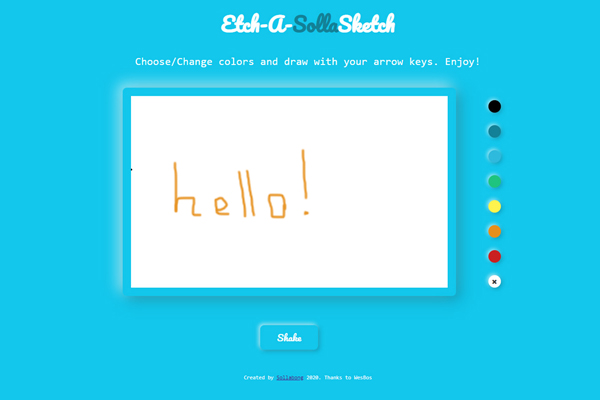 Etch-A-SollaSketch
Choose/Change colors and draw with your arrow keys. Enjoy!
hello!
x
Shake
Created by Sollanong 2020. Thanks to WesBos